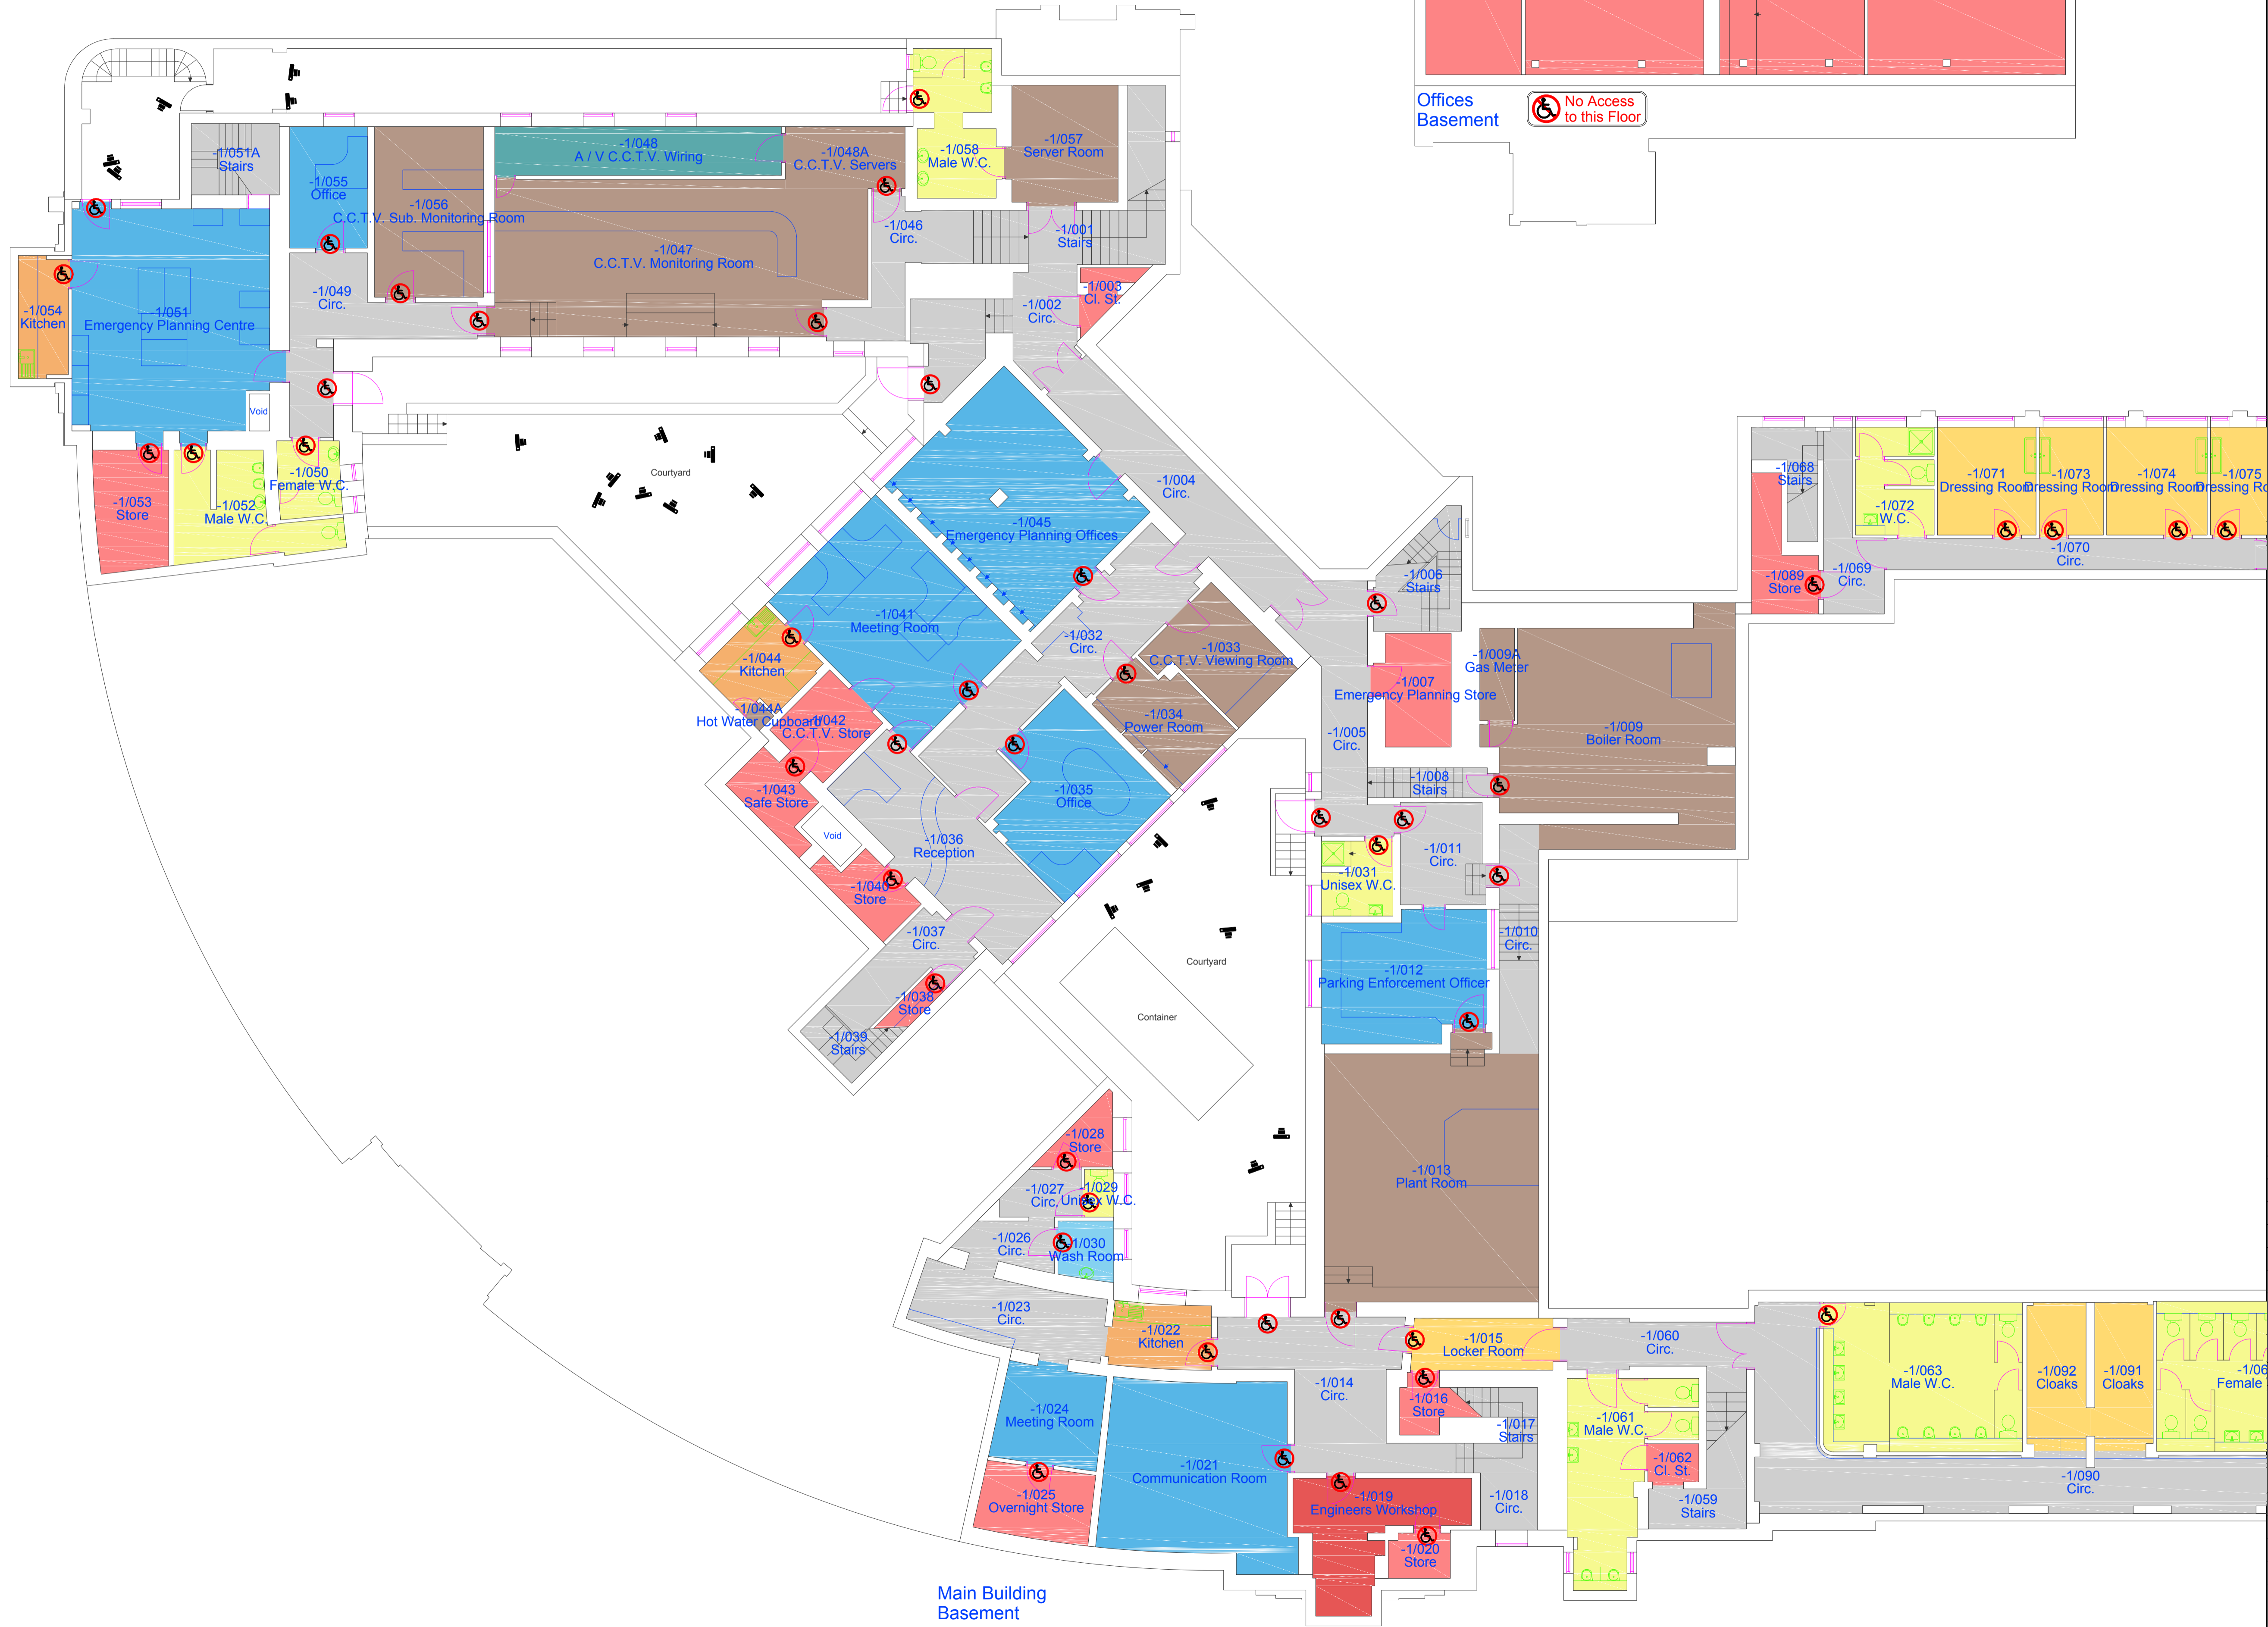 Offices
Basement
No Access
to this Floor
-1/051A
Stairs
-1/055
Office
-1/056
C.C.T.V. Sub. Monitoring Room
-1/048
A / V C.C.T.V. Wiring
-1/048A
C.C.T.V. Servers
-1/058
Male W.C.
-1/057
Server Room
-1/046
Circ.
-1/001
Stairs
-1/047
C.C.T.V. Monitoring Room
-1/049
Circ.
-1/054
Kitchen
-1/051
Emergency Planning Centre
-1/002
Circ.
-1/003
Cl. St.
Void
-1/050
Female W.C.
-1/053
Store
-1/052
Male W.C.
Courtyard
-1/004
Circ.
-1/045
Emergency Planning Offices
-1/068
Stairs
-1/071
Dressing Room
-1/073
Dressing Room
-1/074
Dressing Room
-1/075
-1/072
W.C.
-1/070
Circ.
-1/069
Circ.
-1/089
Store
-1/006
Stairs
-1/041
Meeting Room
-1/032
Circ.
-1/033
C.C.T.V. Viewing Room
-1/044
Kitchen
-1/044A
Hot Water Cupboard
-1/042
C.C.T.V. Store
-1/034
Power Room
-1/009A
Gas Meter
-1/007
Emergency Planning Store
-1/005
Circ.
-1/009
Boiler Room
-1/008
Stairs
-1/043
Safe Store
-1/035
Office
Void
-1/036
Reception
-1/011
Circ.
-1/031
Unisex W.C.
-1/040
Store
-1/037
Circ.
-1/010
Circ.
Courtyard
-1/012
Parking Enforcement Officer
-1/038
Store
Container
-1/039
Stairs
-1/028
Store
-1/013
Plant Room
-1/027
Circ.
-1/029
Unisex W.C.
-1/026
Circ.
-1/030
Wash Room
-1/023
Circ.
-1/022
Kitchen
-1/015
Locker Room
-1/060
Circ.
-1/063
Male W.C.
-1/092
Cloaks
-1/091
Cloaks
-1/06
Female
-1/014
Circ.
-1/016
Store
-1/017
Stairs
-1/061
Male W.C.
-1/024
Meeting Room
-1/062
Cl. St.
-1/021
Communication Room
-1/090
Circ.
-1/025
Overnight Store
-1/019
Engineers Workshop
-1/018
Circ.
-1/059
Stairs
-1/020
Store
Main Building
Basement